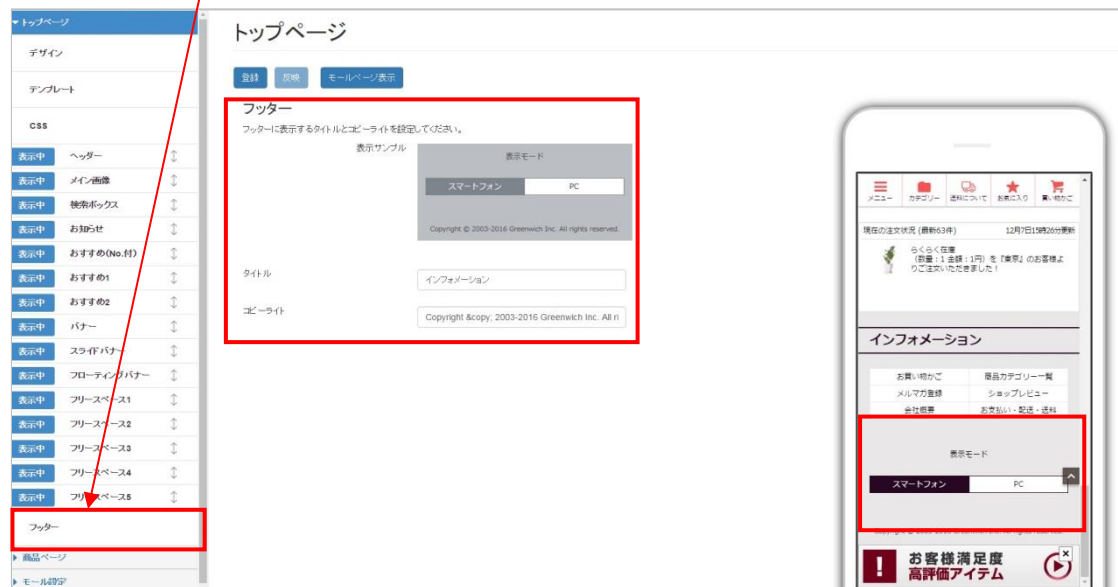 トップページ
デザイン
テンプレート
CSS
表示中 ヘッダー
表示中 メイン画像
表示中 検索ボックス
表示中 お知らせ
表示中 おすすめ(No.付)
表示中 おすすめ1
表示中 おすすめ2
表示中 バナー
表示中 スライドバナー
表示中 フローティングバナー
表示中 フリースペース1
表示中 フリースペース2
表示中 フリースペース3
表示中 フリースペース4
表示中 フリースペース5
フッター
商品ページ
モール設定
トップページ
登録 反映 モールページ表示
フッター
フッターに表示するタイトルとコピーライトを設定してください。
表示サンプル
表示モード
スマートフォン PC
Copyright © 2003-2016 Greenwich Inc. All rights reserved.
タイトル
インフォメーション
コピーライト
Copyright &copy; 2003-2016 Greenwich Inc. All ri
メニュー カテゴリー 送料について お気に入り 買い物かご
現在の注文状況 (最新63件) 12月7日15時26分更新
らくらく在庫
(数量：1 金額：1円) を『東京』のお客様よ
りご注文いただきました！
インフォメーション
お買い物かご 商品カテゴリー一覧
メルマガ登録 ショップレビュー
会社概要 お支払い・配送・送料
表示モード
スマートフォン PC
お客様満足度
高評価アイテム